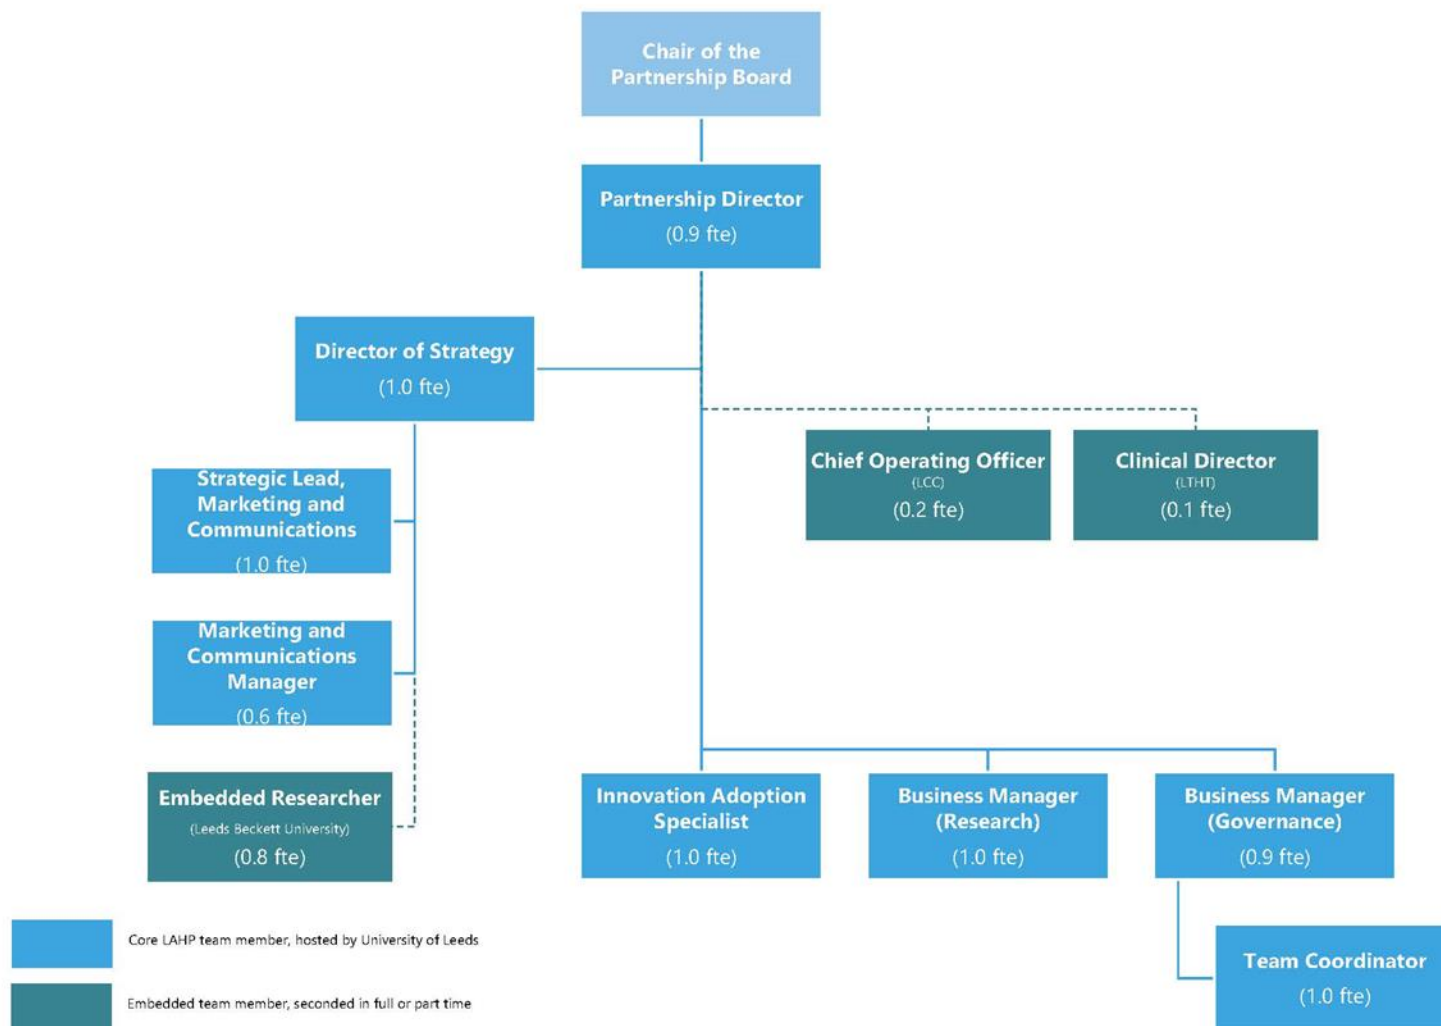 Chair of the
Partnership Board
Partnership Director
(0.9 fte)
Director of Strategy
(1.0 fte)
Strategic Lead,
Marketing and
Communications
(1.0 fte)
Chief Operating Officer
(LCC)
(0.2 fte)
Clinical Director
(LTHT)
(0.1 fte)
Marketing and
Communications
Manager
(0.6 fte)
Embedded Researcher
(Leeds Beckett University)
(0.8 fte)
Innovation Adoption
Specialist
(1.0 fte)
Business Manager
(Research)
(1.0 fte)
Business Manager
(Governance)
(0.9 fte)
Team Coordinator
(1.0 fte)
Core LAHP team member, hosted by University of Leeds
Embedded team member, seconded in full or part time